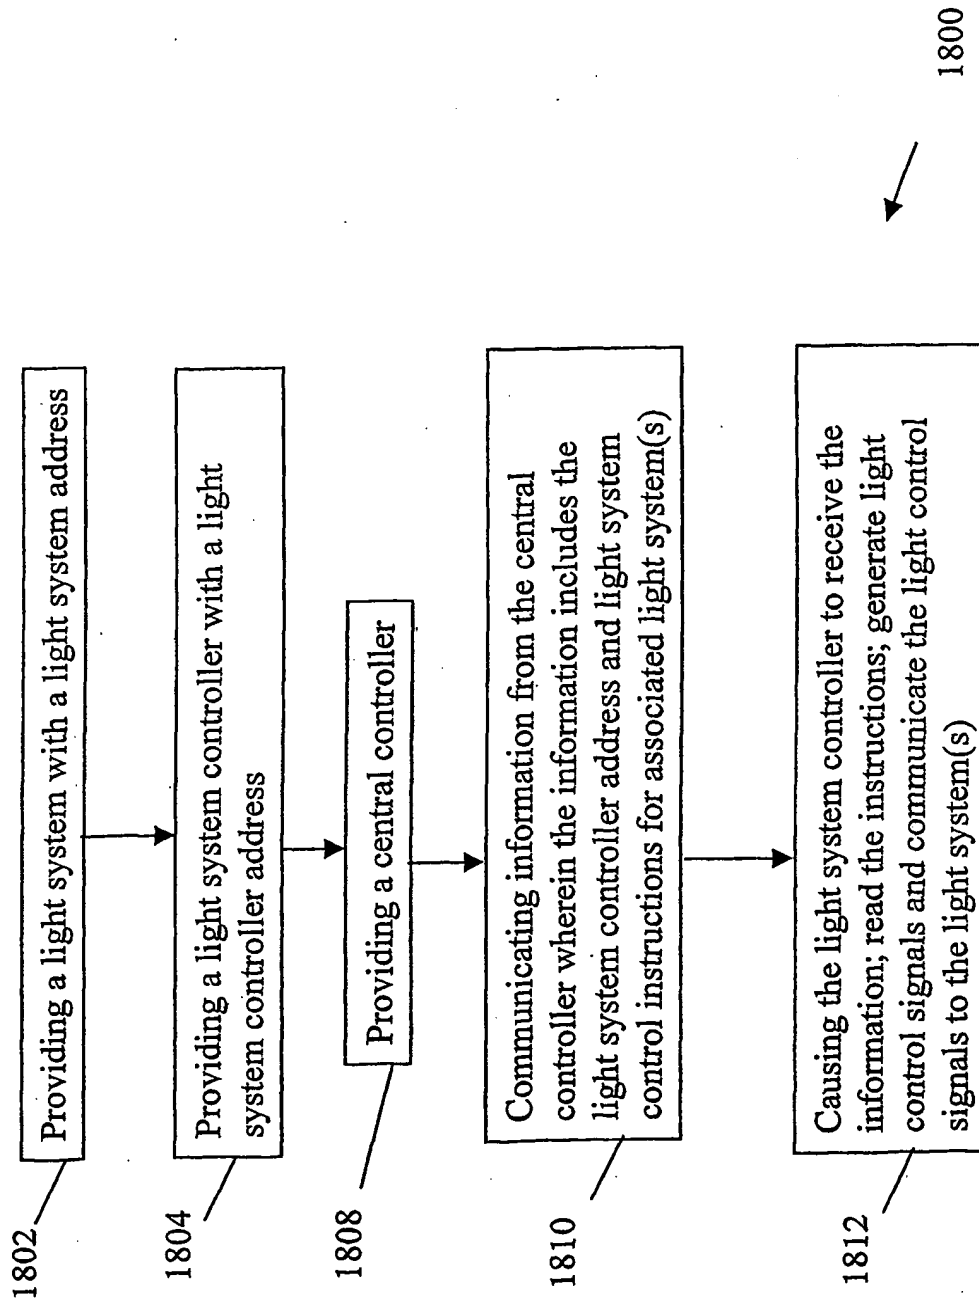 1800
1802
Providing a light system with a light system address
1804
Providing a light system controller with a light
system controller address
1808
Providing a central controller
1810
Communicating information from the central
controller wherein the information includes the
light system controller address and light system
control instructions for associated light system(s)
1812
Causing the light system controller to receive the
information; read the instructions; generate light
control signals and communicate the light control
signals to the light system(s)